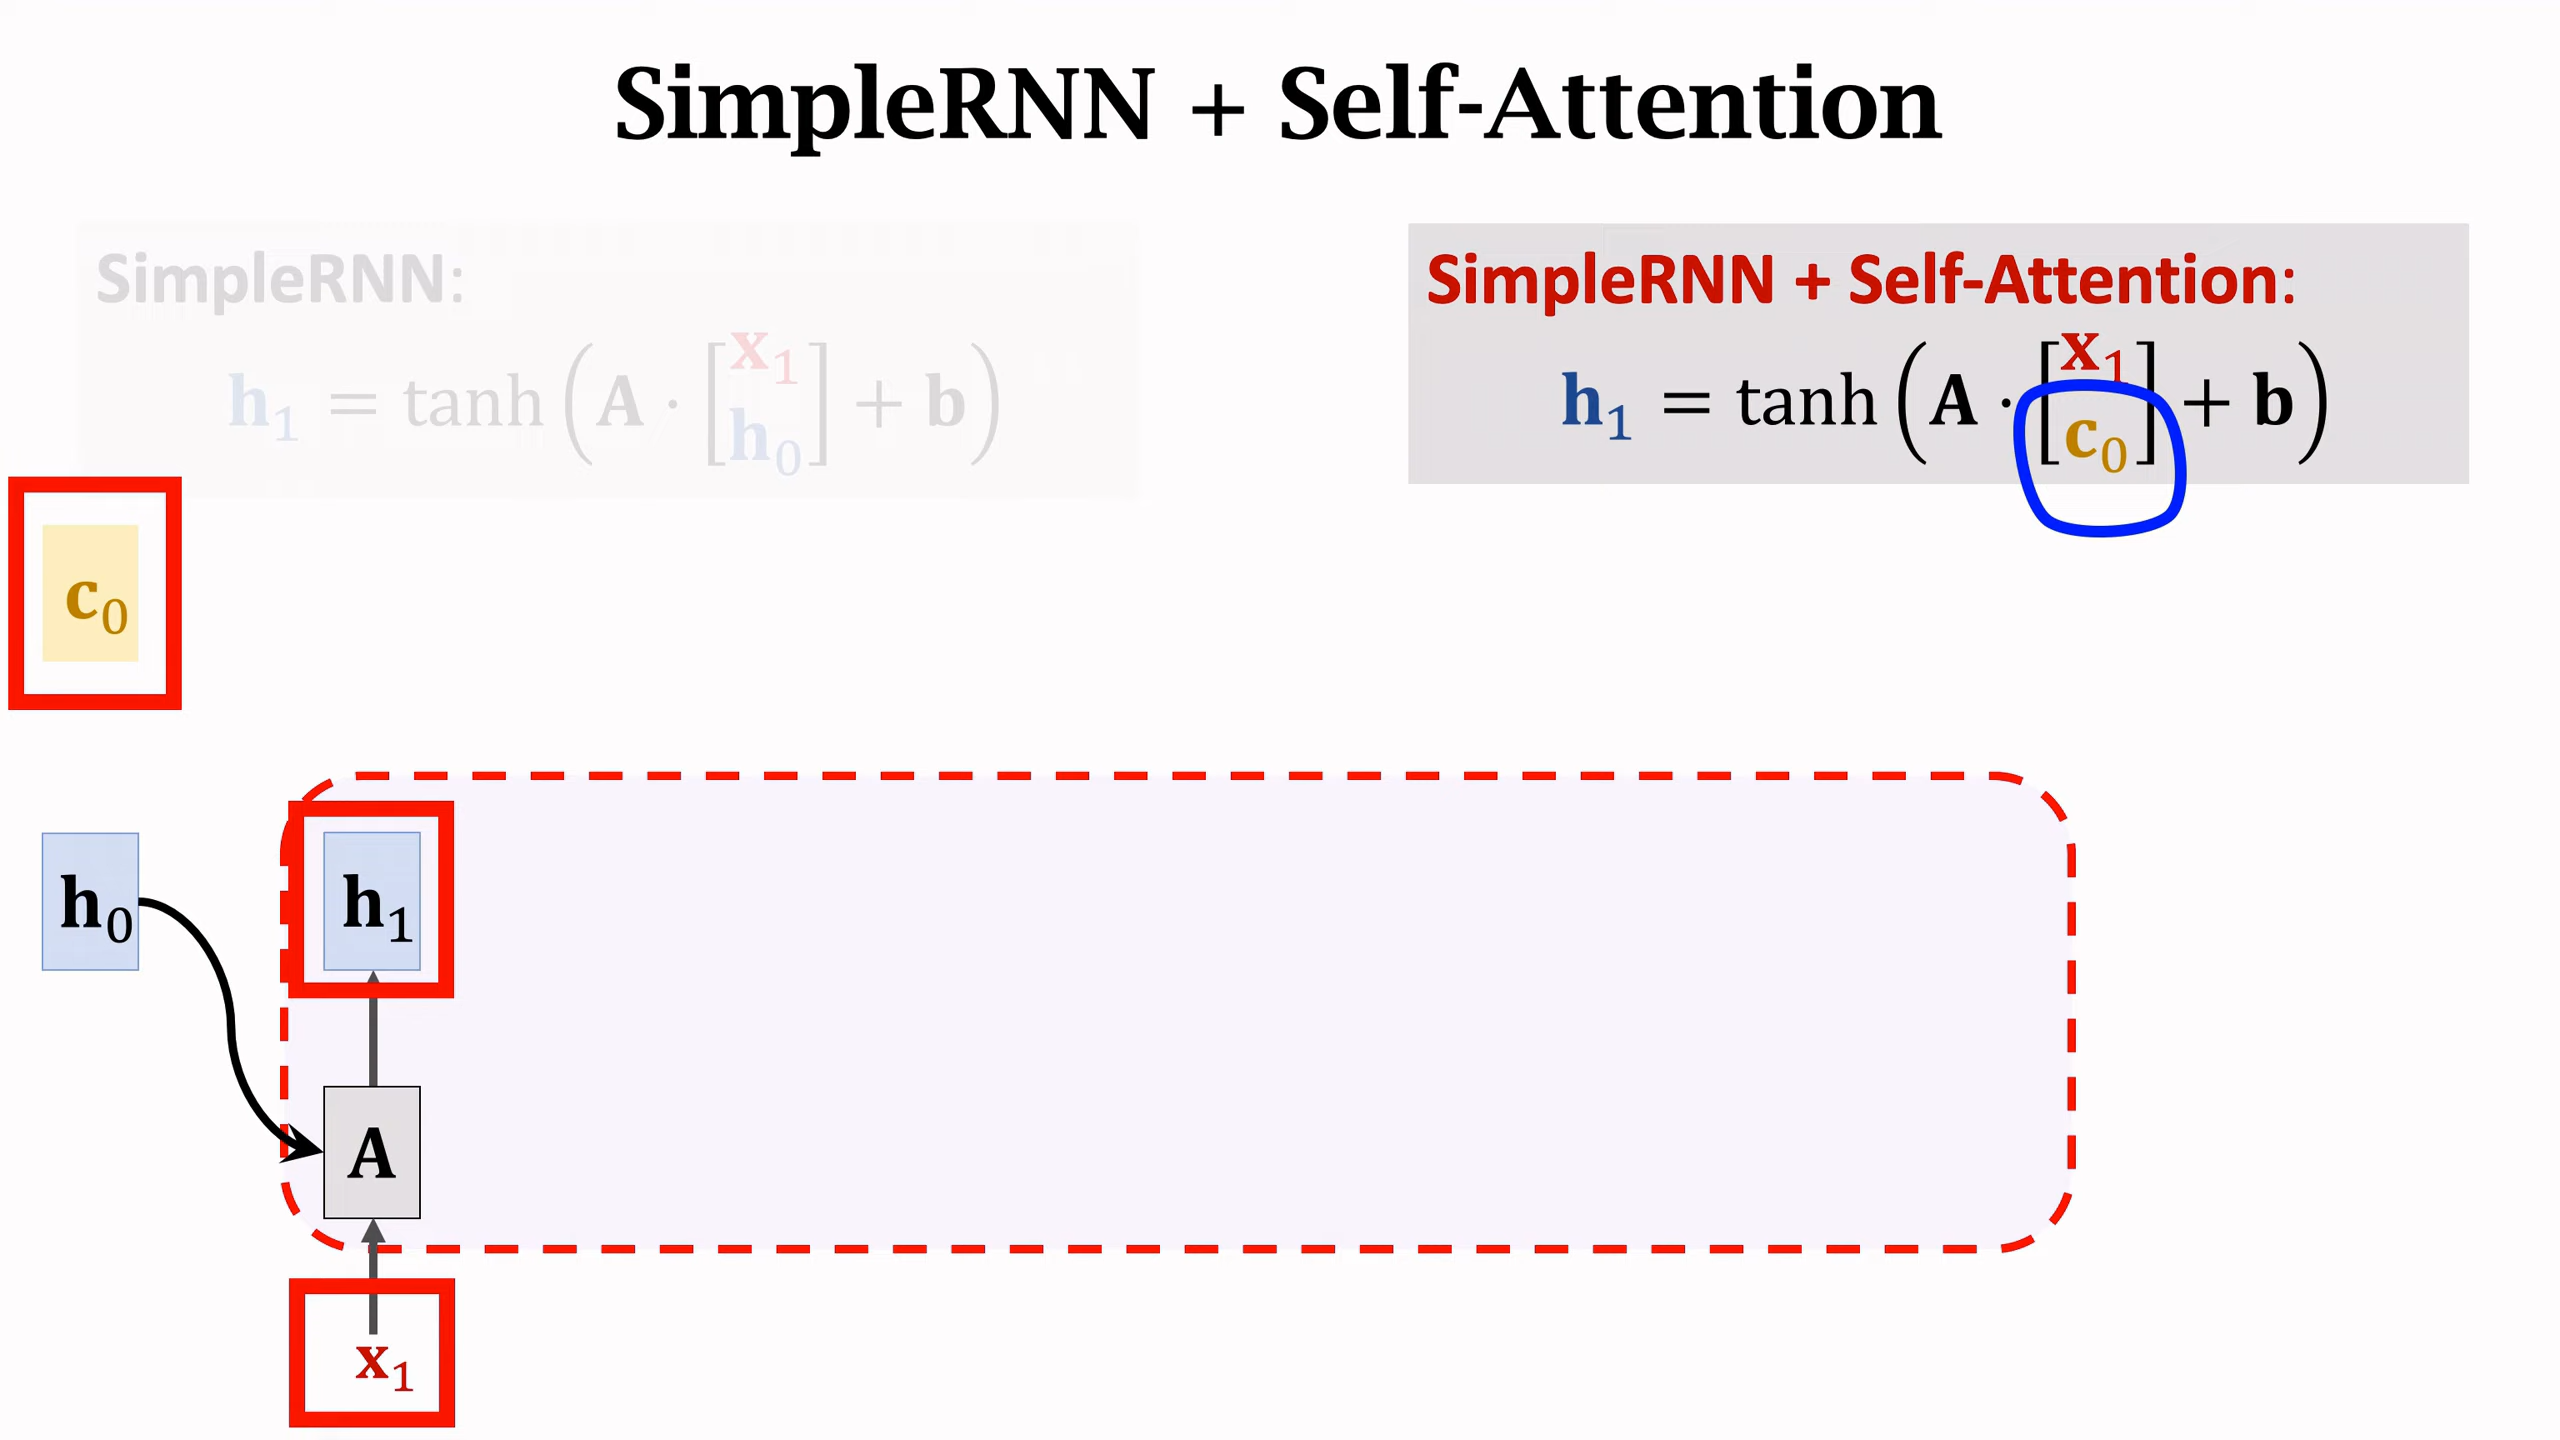 SimpleRNN + Self-Attention
SimpleRNN:
h₁ = tanh (A · [x₁ h₀] + b)
SimpleRNN + Self-Attention:
h₁ = tanh (A · [x₁ c₀] + b)
c₀
h₀
h₁
A
x₁